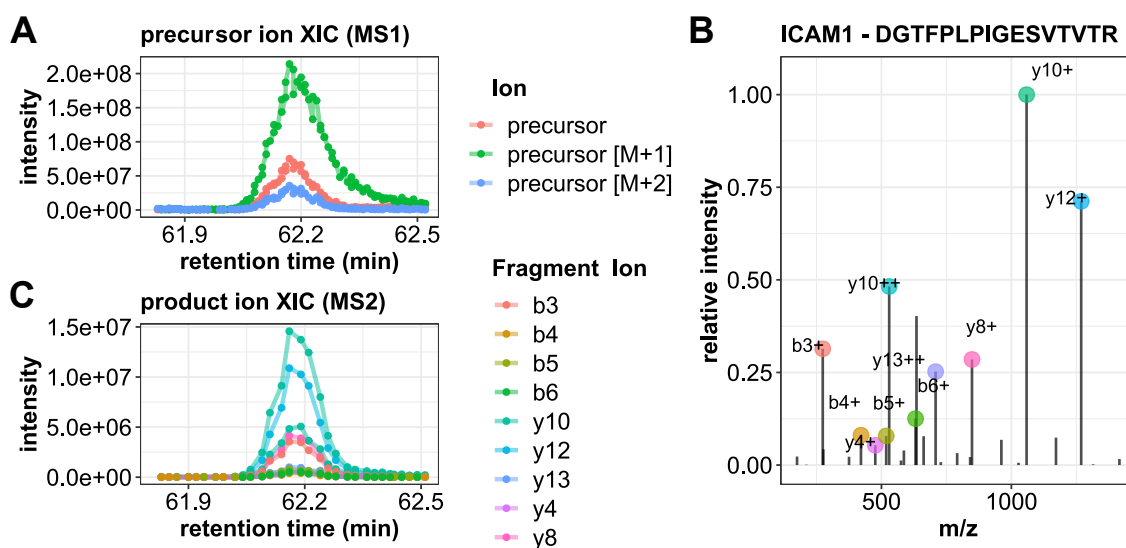 A
precursor ion XIC (MS1)
2.0e+08
1.5e+08
1.0e+08
5.0e+07
0.0e+00
intensity
61.9 62.2 62.5
retention time (min)
Ion
precursor
precursor [M+1]
precursor [M+2]
C
product ion XIC (MS2)
1.5e+07
1.0e+07
5.0e+06
0.0e+00
intensity
61.9 62.2 62.5
retention time (min)
Fragment Ion
b3
b4
b5
b6
y10
y12
y13
y4
y8
B
ICAM1 - DGTFPLPIGESVTVTR
1.00
0.75
0.50
0.25
0.00
relative intensity
y10+
y12+
y10++
y8+
b3+
y13++
b6+
b4+
b5+
y4+
500 1000
m/z